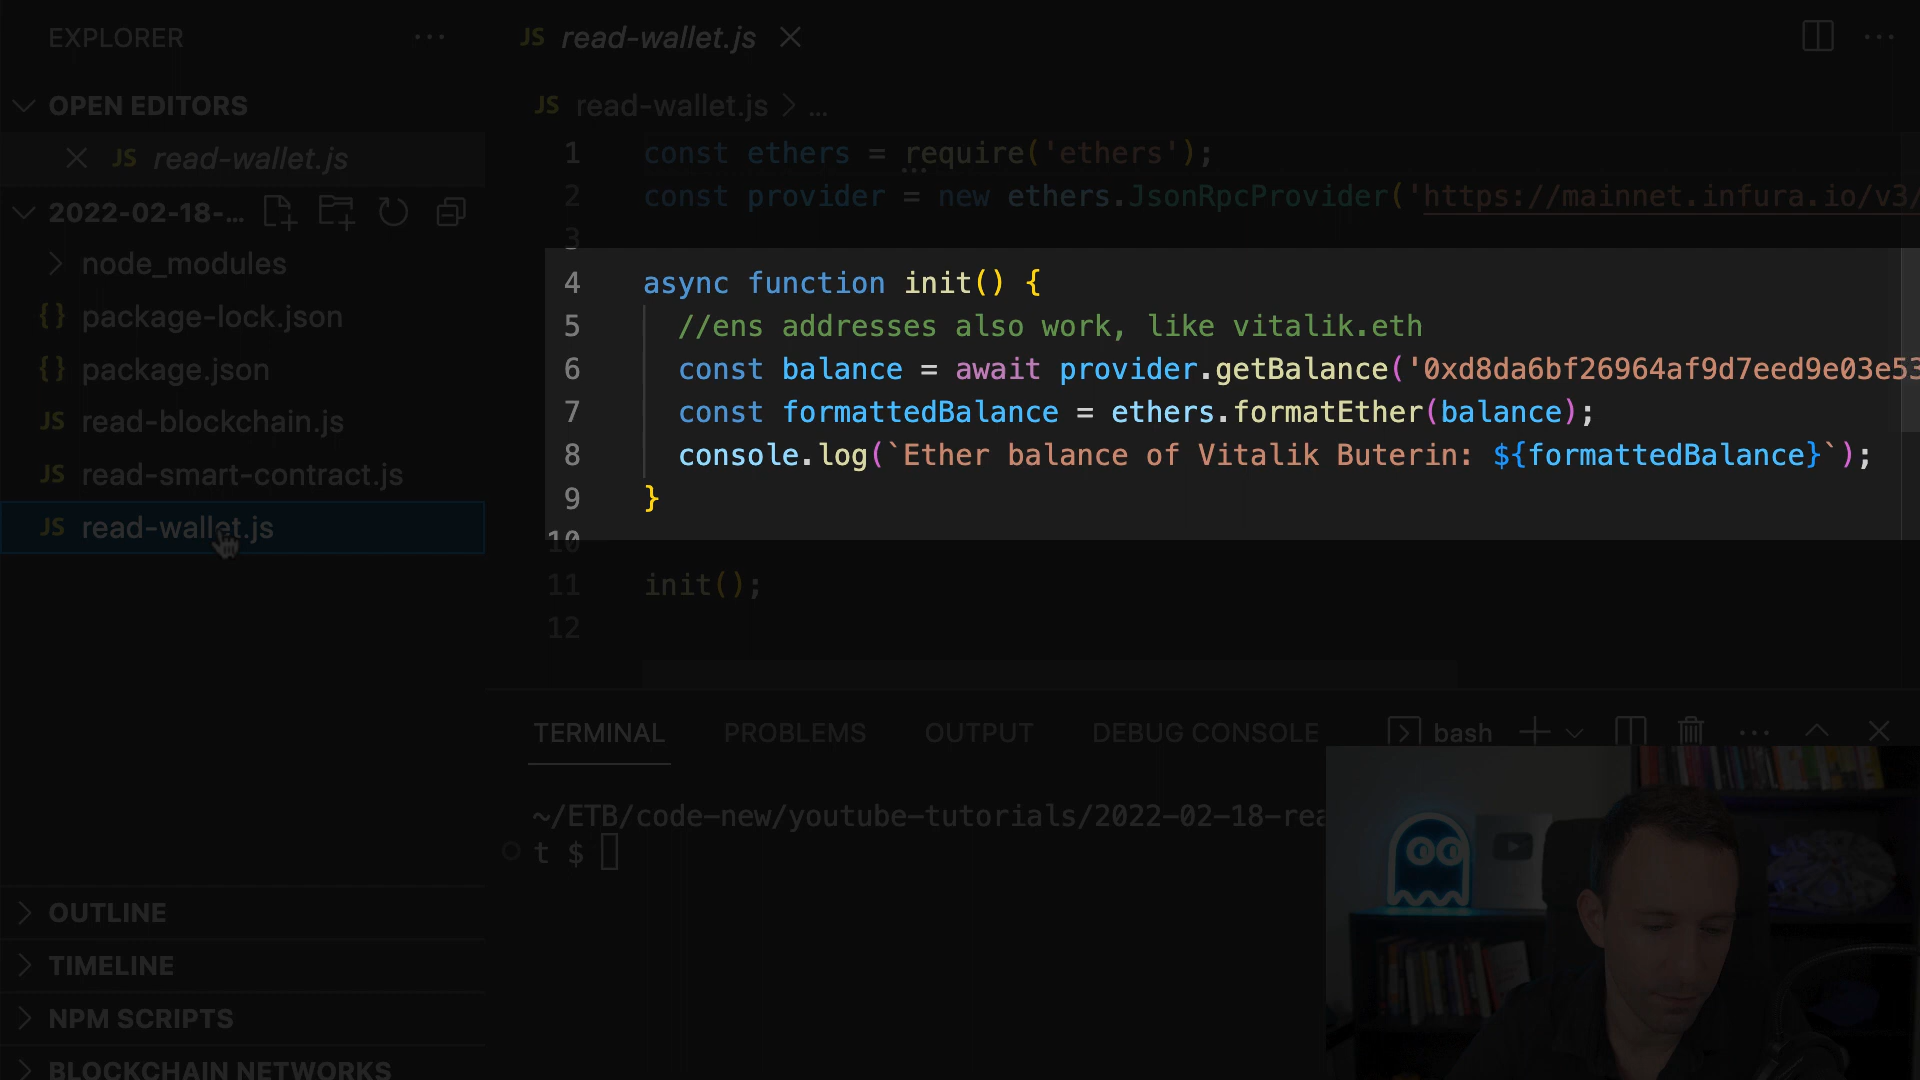 EXPLORER
OPEN EDITORS
JS read-wallet.js
2022-02-18-...
node_modules
{} package-lock.json
{} package.json
JS read-blockchain.js
JS read-smart-contract.js
JS read-wallet.js
OUTLINE
TIMELINE
NPM SCRIPTS
BLOCKCHAIN NETWORKS
JS read-wallet.js
JS read-wallet.js > ...
1 const ethers = require('ethers');
2 const provider = new ethers.JsonRpcProvider('https://mainnet.infura.io/v3/
3
4 async function init() {
5 //ens addresses also work, like vitalik.eth
6 const balance = await provider.getBalance('0xd8da6bf26964af9d7eed9e03e53
7 const formattedBalance = ethers.formatEther(balance);
8 console.log(`Ether balance of Vitalik Buterin: ${formattedBalance}`);
9 }
10
11 init();
12
TERMINAL PROBLEMS OUTPUT DEBUG CONSOLE bash
~/ETB/code-new/youtube-tutorials/2022-02-18-rea
t $